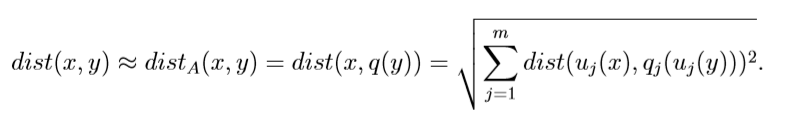 dist(x, y) ≈ dist_A(x, y) = dist(x, q(y)) = √(∑_{j=1}^{m} dist(u_j(x), q_j(u_j(y)))²).